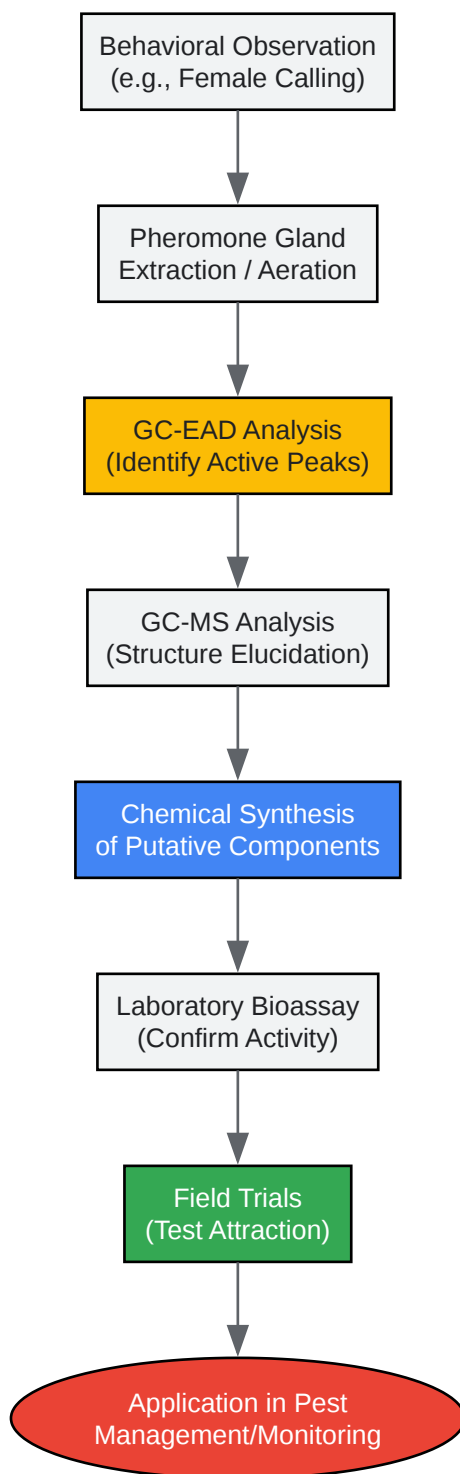 Behavioral Observation
(e.g., Female Calling)
Pheromone Gland
Extraction / Aeration
GC-EAD Analysis
(Identify Active Peaks)
GC-MS Analysis
(Structure Elucidation)
Chemical Synthesis
of Putative Components
Laboratory Bioassay
(Confirm Activity)
Field Trials
(Test Attraction)
Application in Pest
Management/Monitoring